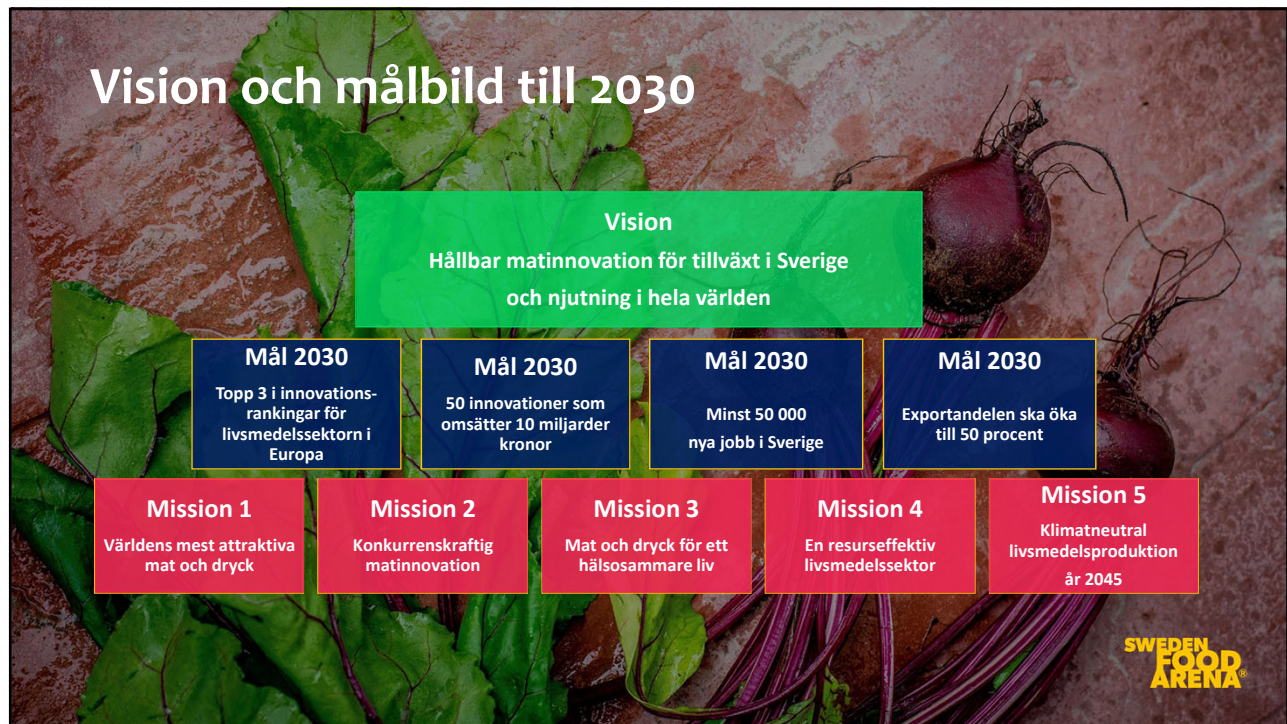 Vision och målbild till 2030
Vision
Hållbar matinnovation för tillväxt i Sverige
och njutning i hela världen
Mål 2030
Topp 3 i innovations-
rankingar för
livsmedelssektorn i
Europa
Mål 2030
50 innovationer som
omsätter 10 miljarder
kronor
Mål 2030
Minst 50 000
nya jobb i Sverige
Mål 2030
Exportandelen ska öka
till 50 procent
Mission 1
Världens mest attraktiva
mat och dryck
Mission 2
Konkurrenskraftig
matinnovation
Mission 3
Mat och dryck för ett
hälsosammare liv
Mission 4
En resurseffektiv
livsmedelssektor
Mission 5
Klimatneutral
livsmedelsproduktion
år 2045
SWEDEN
FOOD
ARENA®